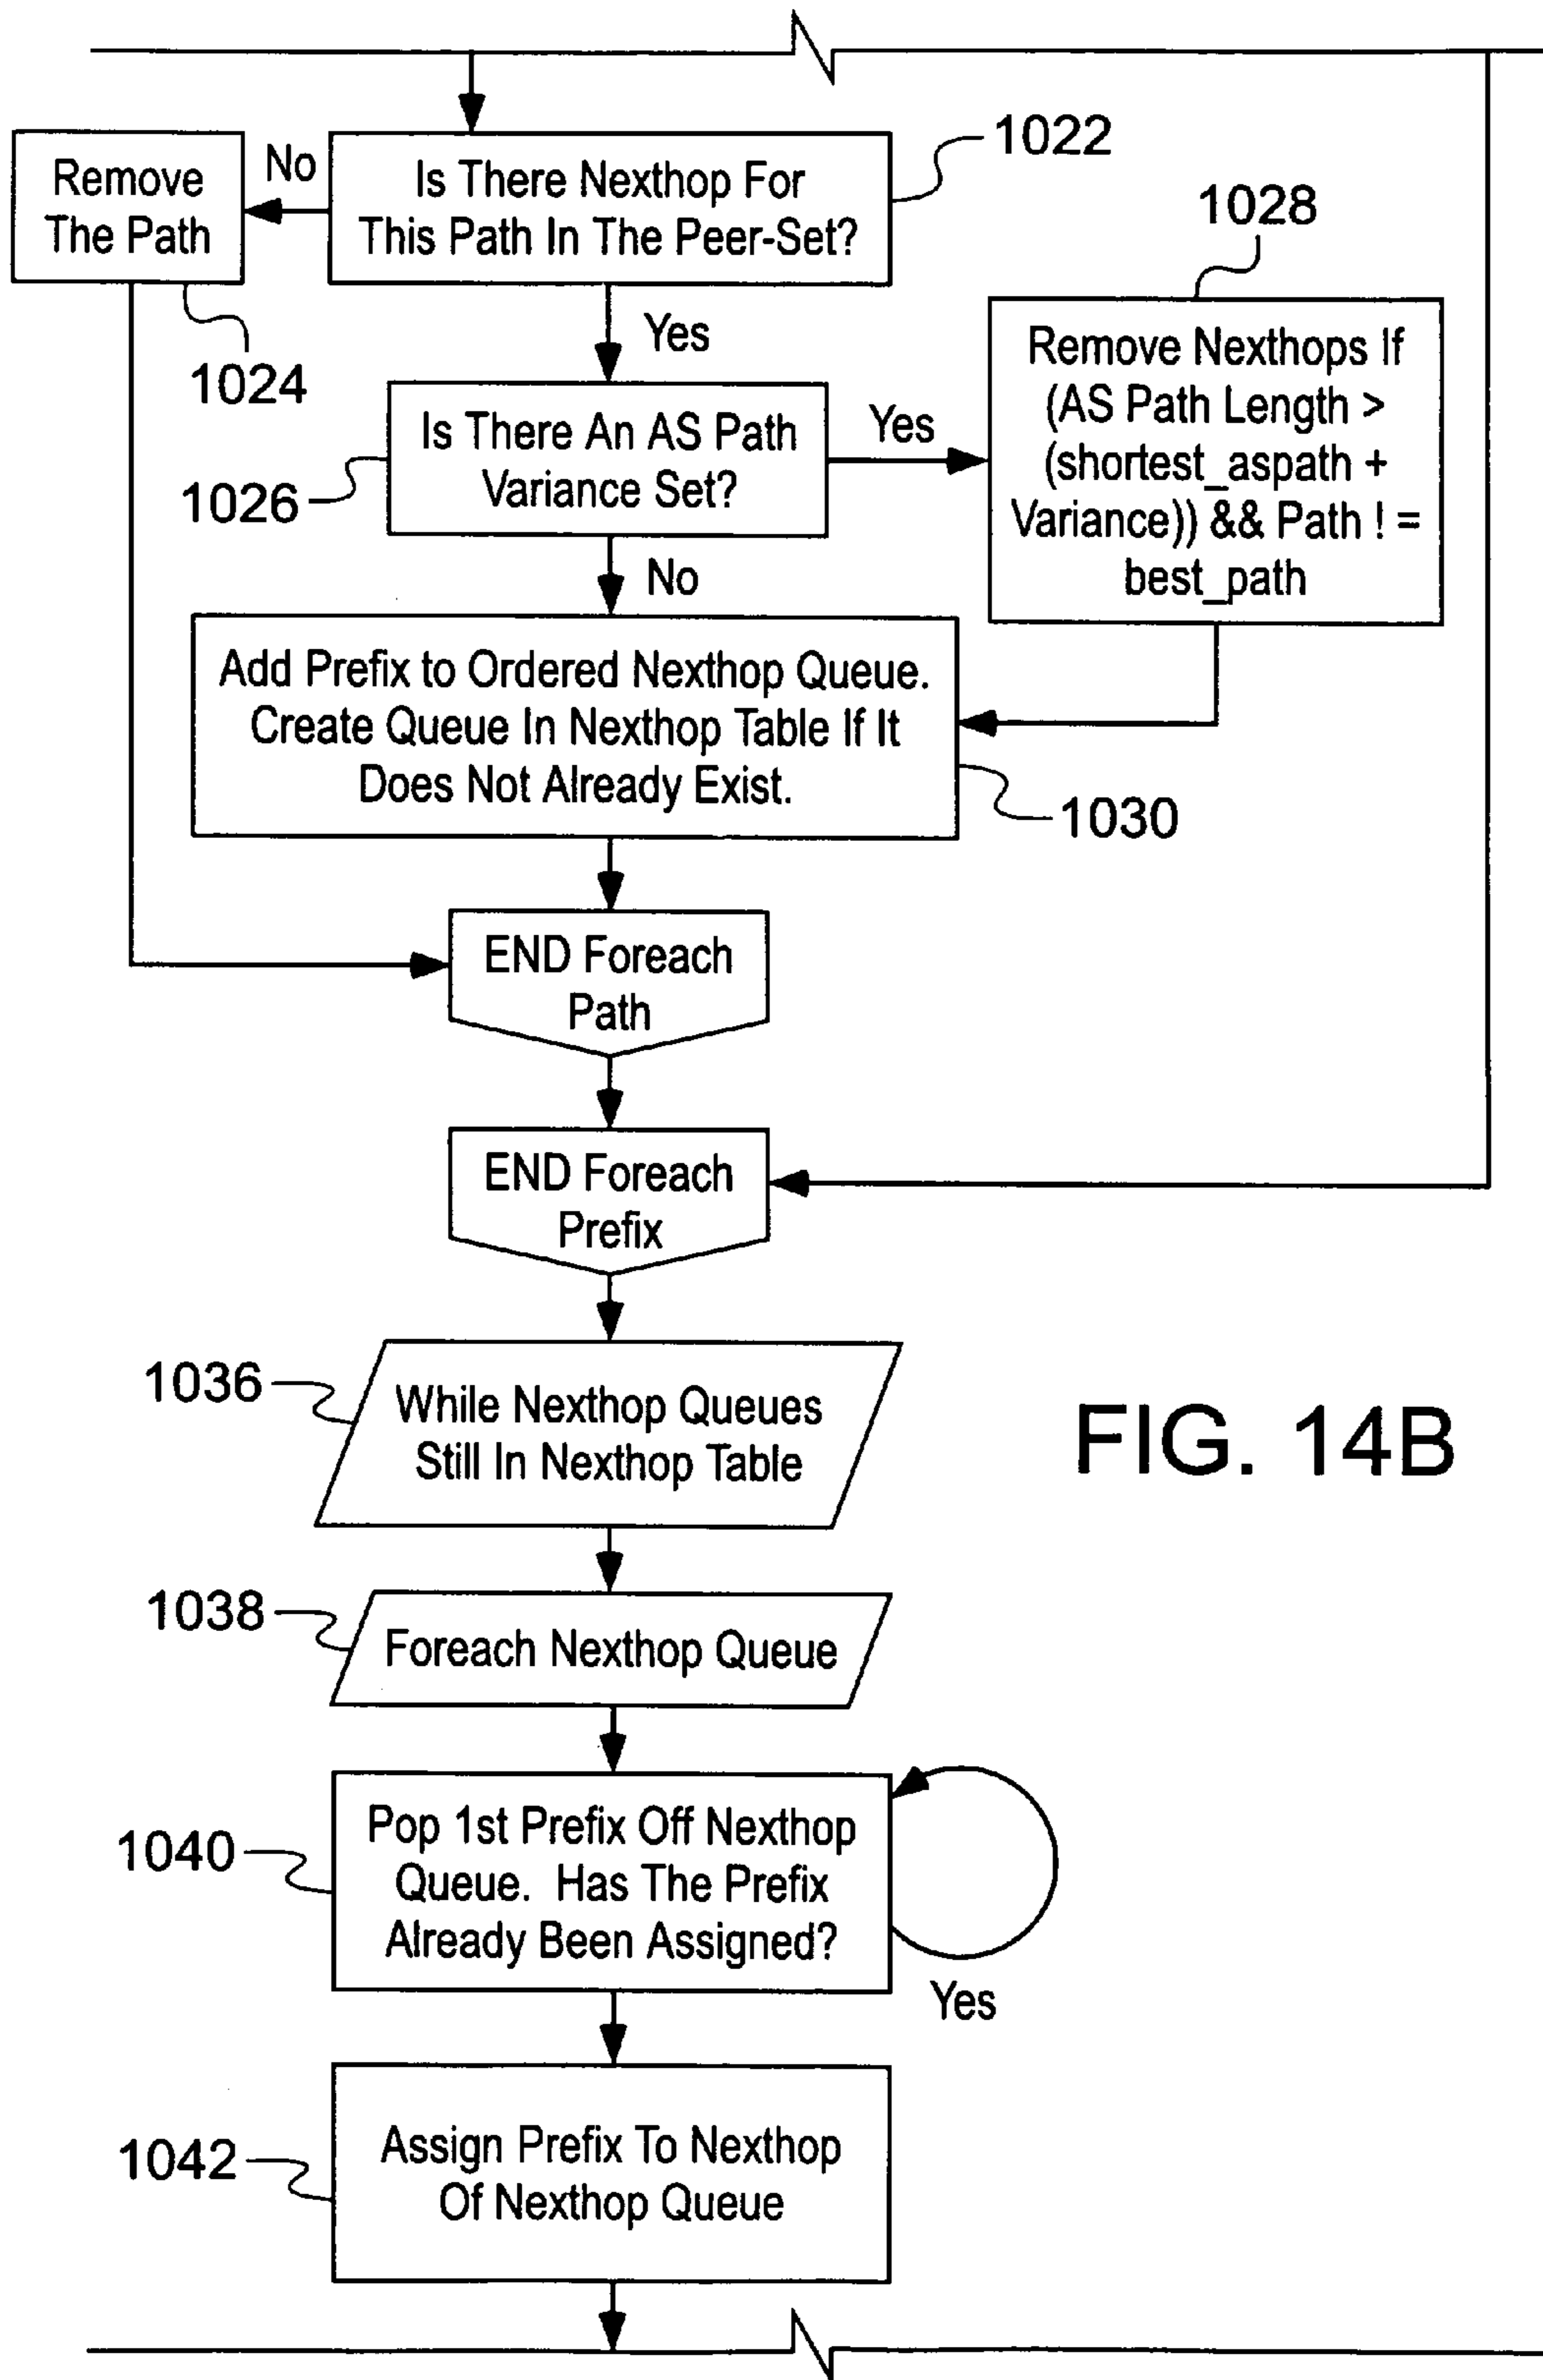 Remove
The Path
No
Is There Nexthop For
This Path In The Peer-Set?
1022
1028
1024
Yes
Remove Nexthops If
(AS Path Length >
(shortest_aspath +
Variance)) && Path ! =
best_path
Is There An AS Path
Variance Set?
Yes
1026
No
Add Prefix to Ordered Nexthop Queue.
Create Queue In Nexthop Table If It
Does Not Already Exist.
1030
END Foreach
Path
END Foreach
Prefix
1036
While Nexthop Queues
Still In Nexthop Table
FIG. 14B
1038
Foreach Nexthop Queue
1040
Pop 1st Prefix Off Nexthop
Queue. Has The Prefix
Already Been Assigned?
Yes
1042
Assign Prefix To Nexthop
Of Nexthop Queue